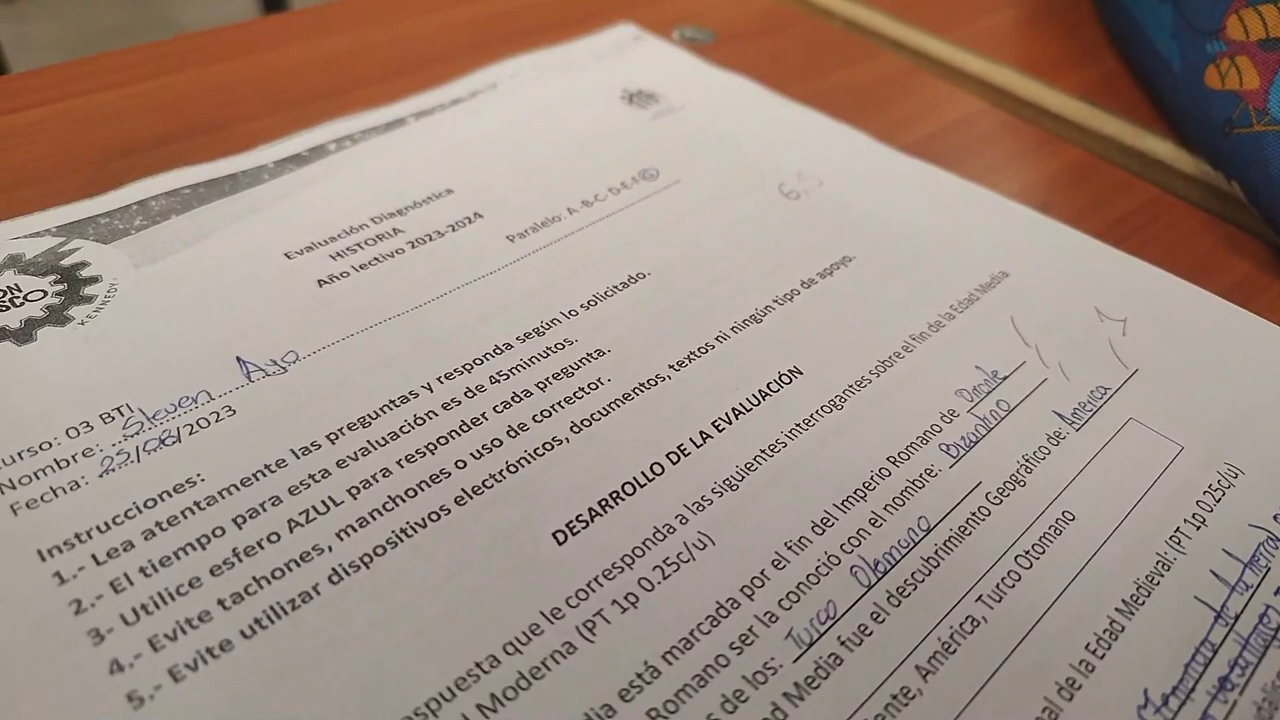 KENNEDY
Evaluación Diagnóstica
HISTORIA
Año lectivo 2023-2024
Paralelo: A-B-C-D-E-F-G
6,5
urso: 03 BTI
Nombre: Steven Ayo
Fecha: 25/08/2023
Instrucciones:
1.- Lea atentamente las preguntas y responda según lo solicitado.
2.- El tiempo para esta evaluación es de 45minutos.
3- Utilice esfero AZUL para responder cada pregunta.
4.- Evite tachones, manchones o uso de corrector.
5.- Evite utilizar dispositivos electrónicos, documentos, textos ni ningún tipo de apoyo.
DESARROLLO DE LA EVALUACIÓN
spuesta que le corresponda a las siguientes interrogantes sobre el fin de la Edad Media
Moderna (PT 1p 0.25c/u)
dia está marcada por el fin del Imperio Romano de
Romano ser la conoció con el nombre: Bizantino
s de los: Turco Otomano
d Media fue el descubrimiento Geográfico de: America
ente, América, Turco Otomano
al de la Edad Medieval: (PT 1p 0.25c/u)
de la tierra
vasallos